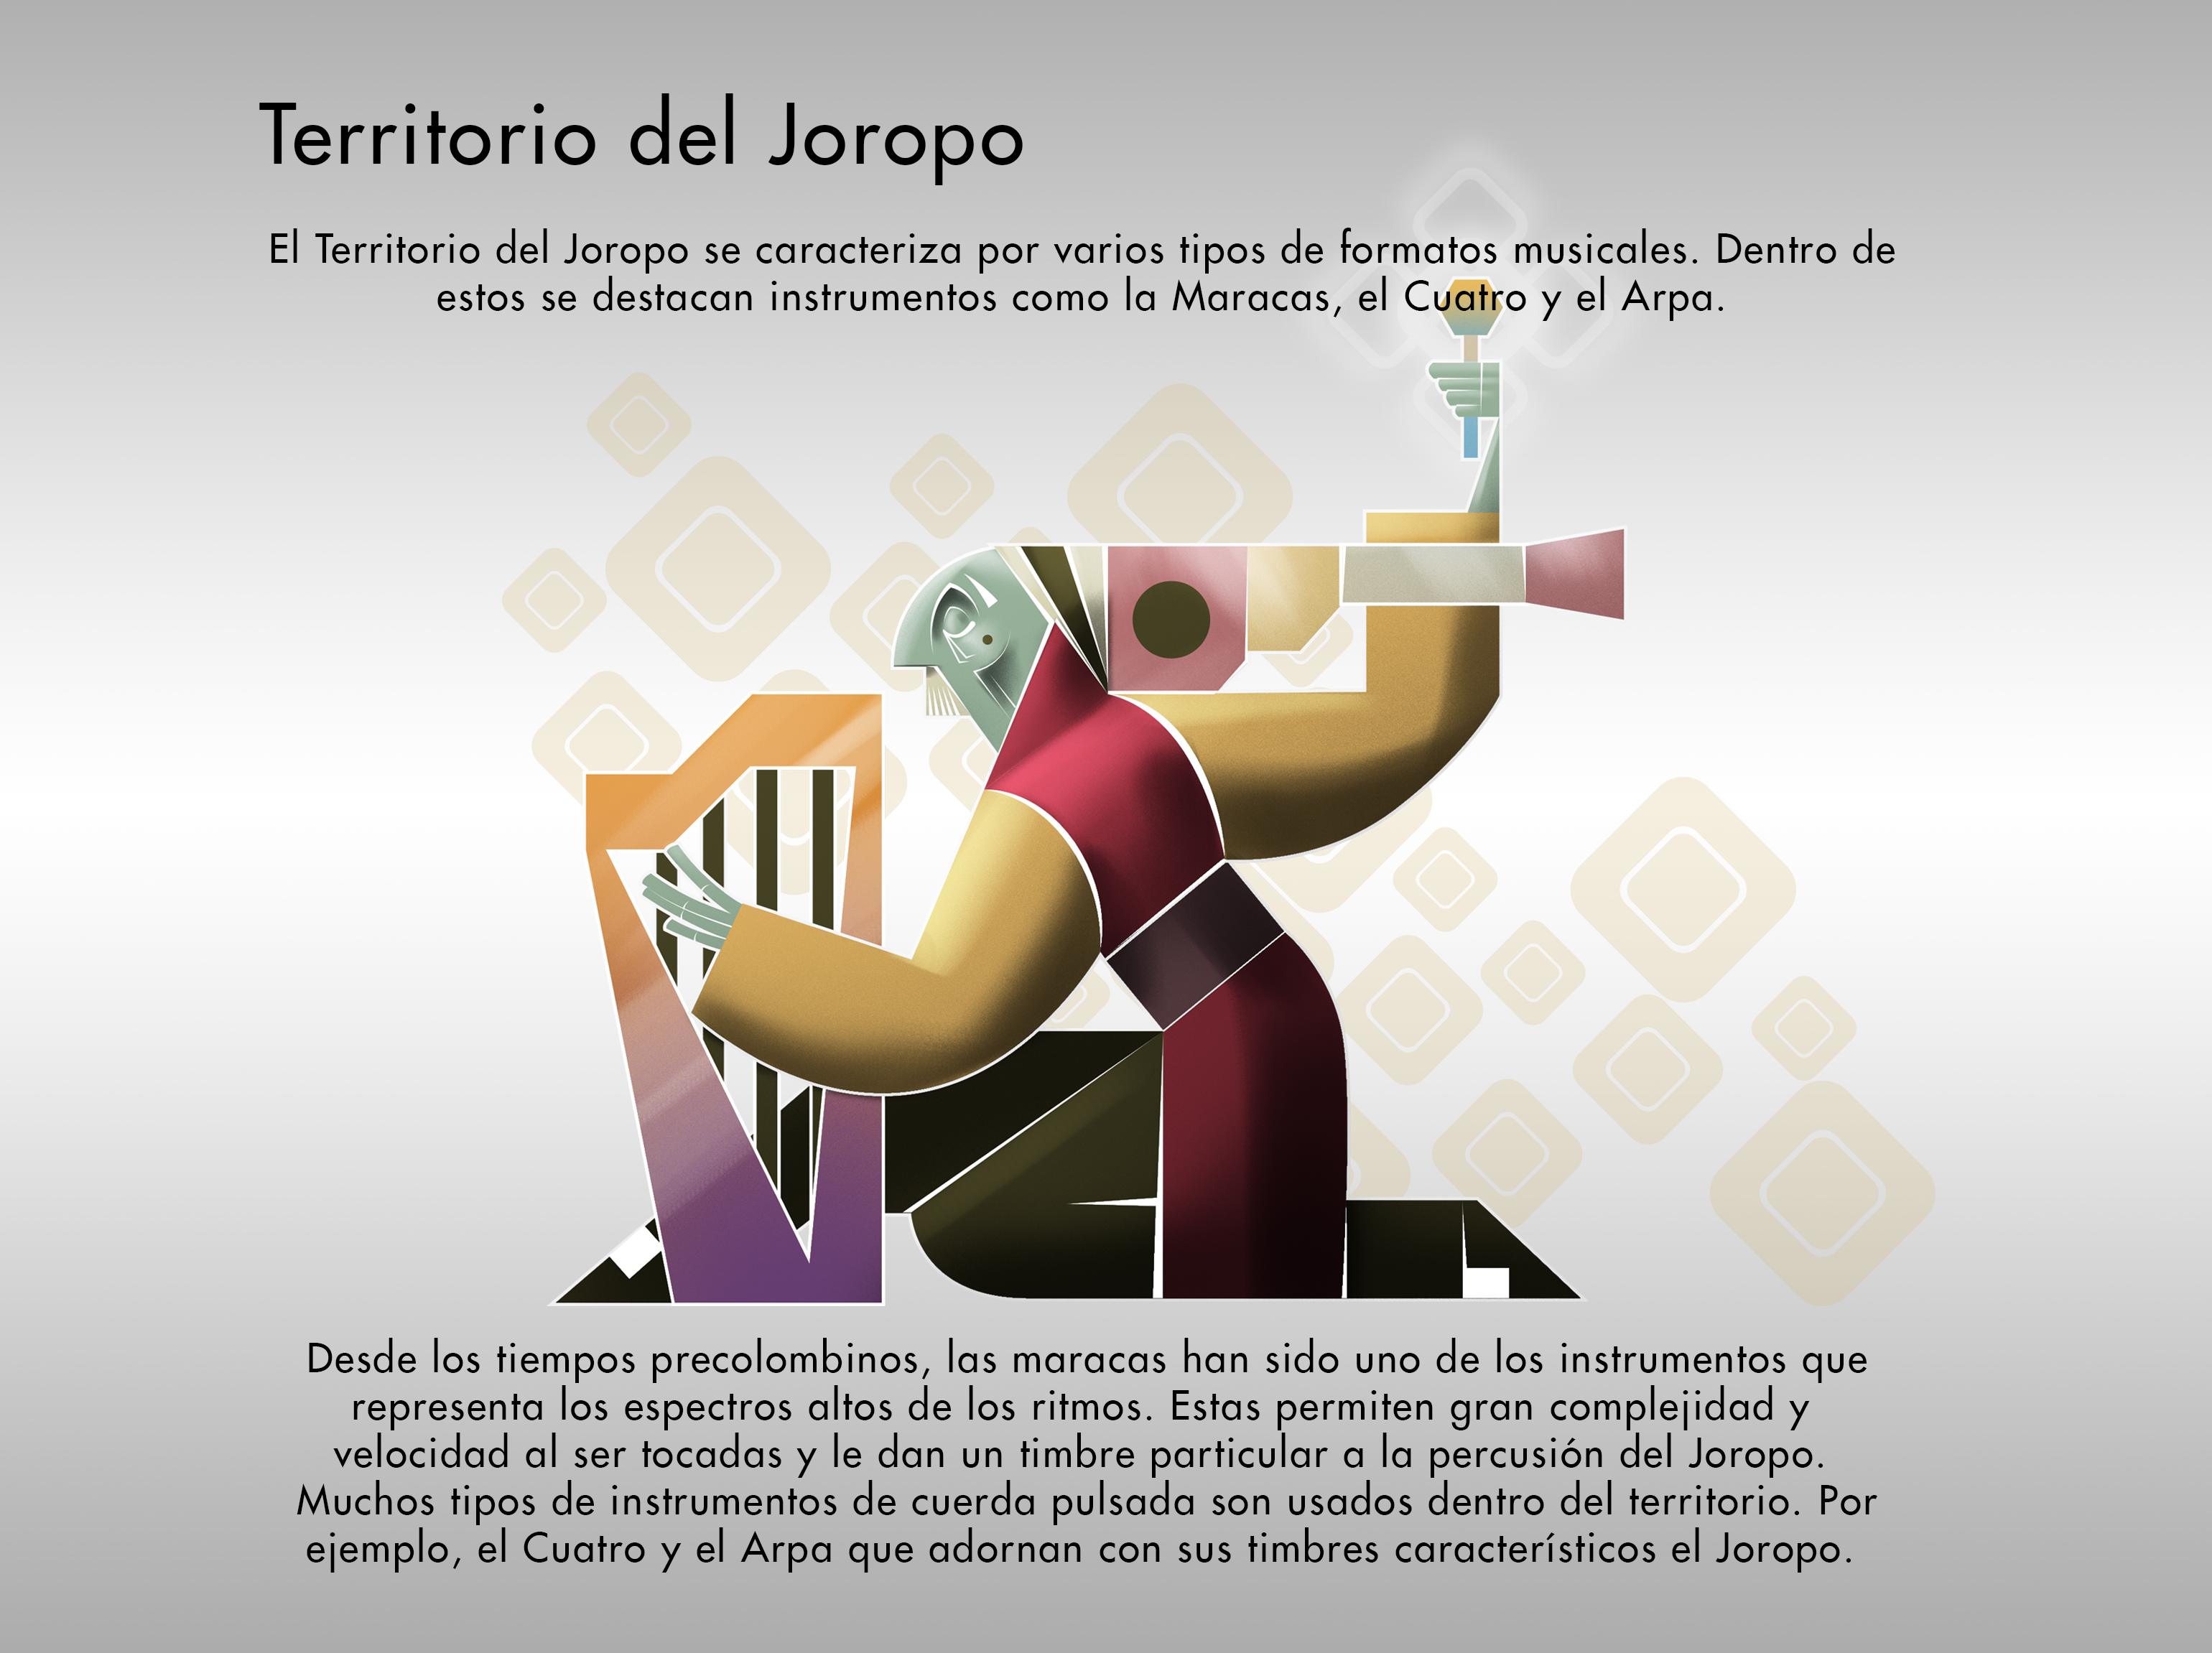 Territorio del Joropo
El Territorio del Joropo se caracteriza por varios tipos de formatos musicales. Dentro de
estos se destacan instrumentos como la Maracas, el Cuatro y el Arpa.
Desde los tiempos precolombinos, las maracas han sido uno de los instrumentos que
representa los espectros altos de los ritmos. Estas permiten gran complejidad y
velocidad al ser tocadas y le dan un timbre particular a la percusión del Joropo.
Muchos tipos de instrumentos de cuerda pulsada son usados dentro del territorio. Por
ejemplo, el Cuatro y el Arpa que adornan con sus timbres característicos el Joropo.